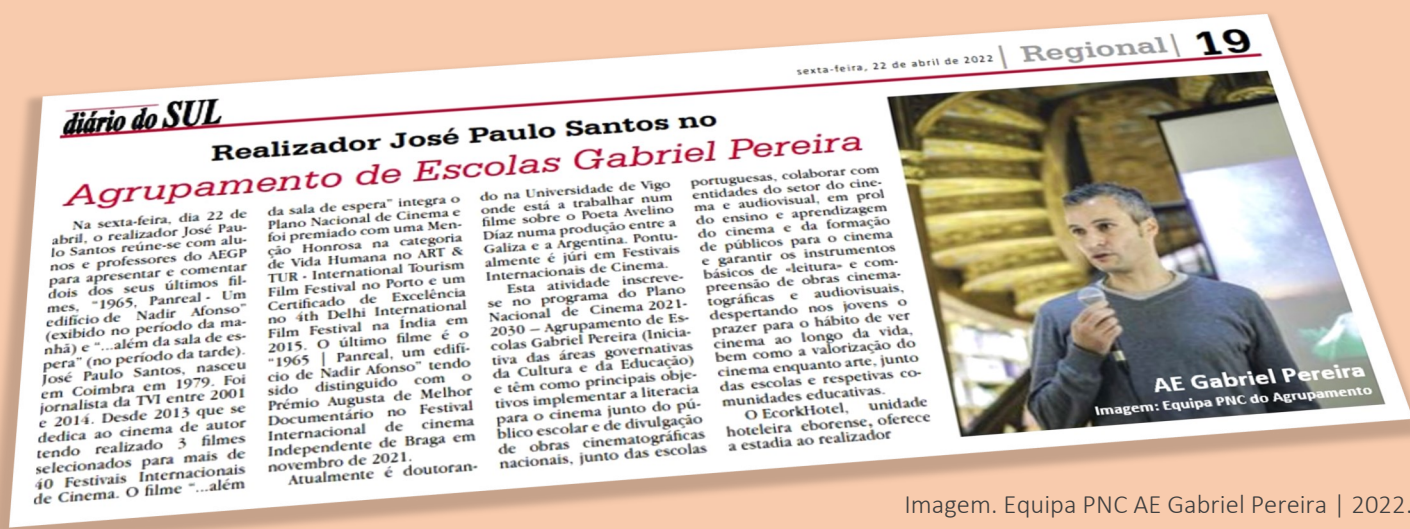 sexta-feira, 22 de abril de 2022 | Regional | 19
diário do SUL
Realizador José Paulo Santos no
Agrupamento de Escolas Gabriel Pereira
Na sexta-feira, dia 22 de
abril, o realizador José Pau-
lo Santos reúne-se com alu-
nos e professores do AEGP
para apresentar e comentar
dois dos seus últimos fil-
mes, "1965, Panreal - Um
edifício de Nadir Afonso"
(exibido no período da ma-
nhã) e "...além da sala de es-
pera" (no período da tarde).
José Paulo Santos, nasceu
em Coimbra em 1979. Foi
jornalista da TVI entre 2001
e 2014. Desde 2013 que se
dedica ao cinema de autor
tendo realizado 3 filmes
selecionados para mais de
40 Festivais Internacionais
de Cinema. O filme "...além
da sala de espera" integra o
Plano Nacional de Cinema e
foi premiado com uma Men-
ção Honrosa na categoria
de Vida Humana no ART &
TUR - International Tourism
Film Festival no Porto e um
Certificado de Excelência
no 4th Delhi International
Film Festival na Índia em
2015. O último filme é o
"1965 | Panreal, um edifí-
cio de Nadir Afonso" tendo
sido distinguido com o
Prémio Augusta de Melhor
Documentário no Festival
Internacional de cinema
Independente de Braga em
novembro de 2021.
Atualmente é doutoran-
do na Universidade de Vigo
onde está a trabalhar num
filme sobre o Poeta Avelino
Díaz numa produção entre a
Galiza e a Argentina. Pontu-
almente é júri em Festivais
Internacionais de Cinema.
Esta atividade inscreve-
se no programa do Plano
Nacional de Cinema 2021-
2030 – Agrupamento de Es-
colas Gabriel Pereira (Inicia-
tiva das áreas governativas
da Cultura e da Educação)
e têm como principais obje-
tivos implementar a literacia
para o cinema junto do pú-
blico escolar e de divulgação
de obras cinematográficas
nacionais, junto das escolas
portuguesas, colaborar com
entidades do setor do cine-
ma e audiovisual, em prol
do ensino e aprendizagem
do cinema e da formação
de públicos para o cinema
e garantir os instrumentos
básicos de «leitura» e com-
preensão de obras cinema-
tográficas e audiovisuais,
despertando nos jovens o
prazer para o hábito de ver
cinema ao longo da vida,
bem como a valorização do
cinema enquanto arte, junto
das escolas e respetivas co-
munidades educativas.
O EcorkHotel, unidade
hoteleira eborense, oferece
a estadia ao realizador
AE Gabriel Pereira
Imagem: Equipa PNC do Agrupamento
Imagem. Equipa PNC AE Gabriel Pereira | 2022.